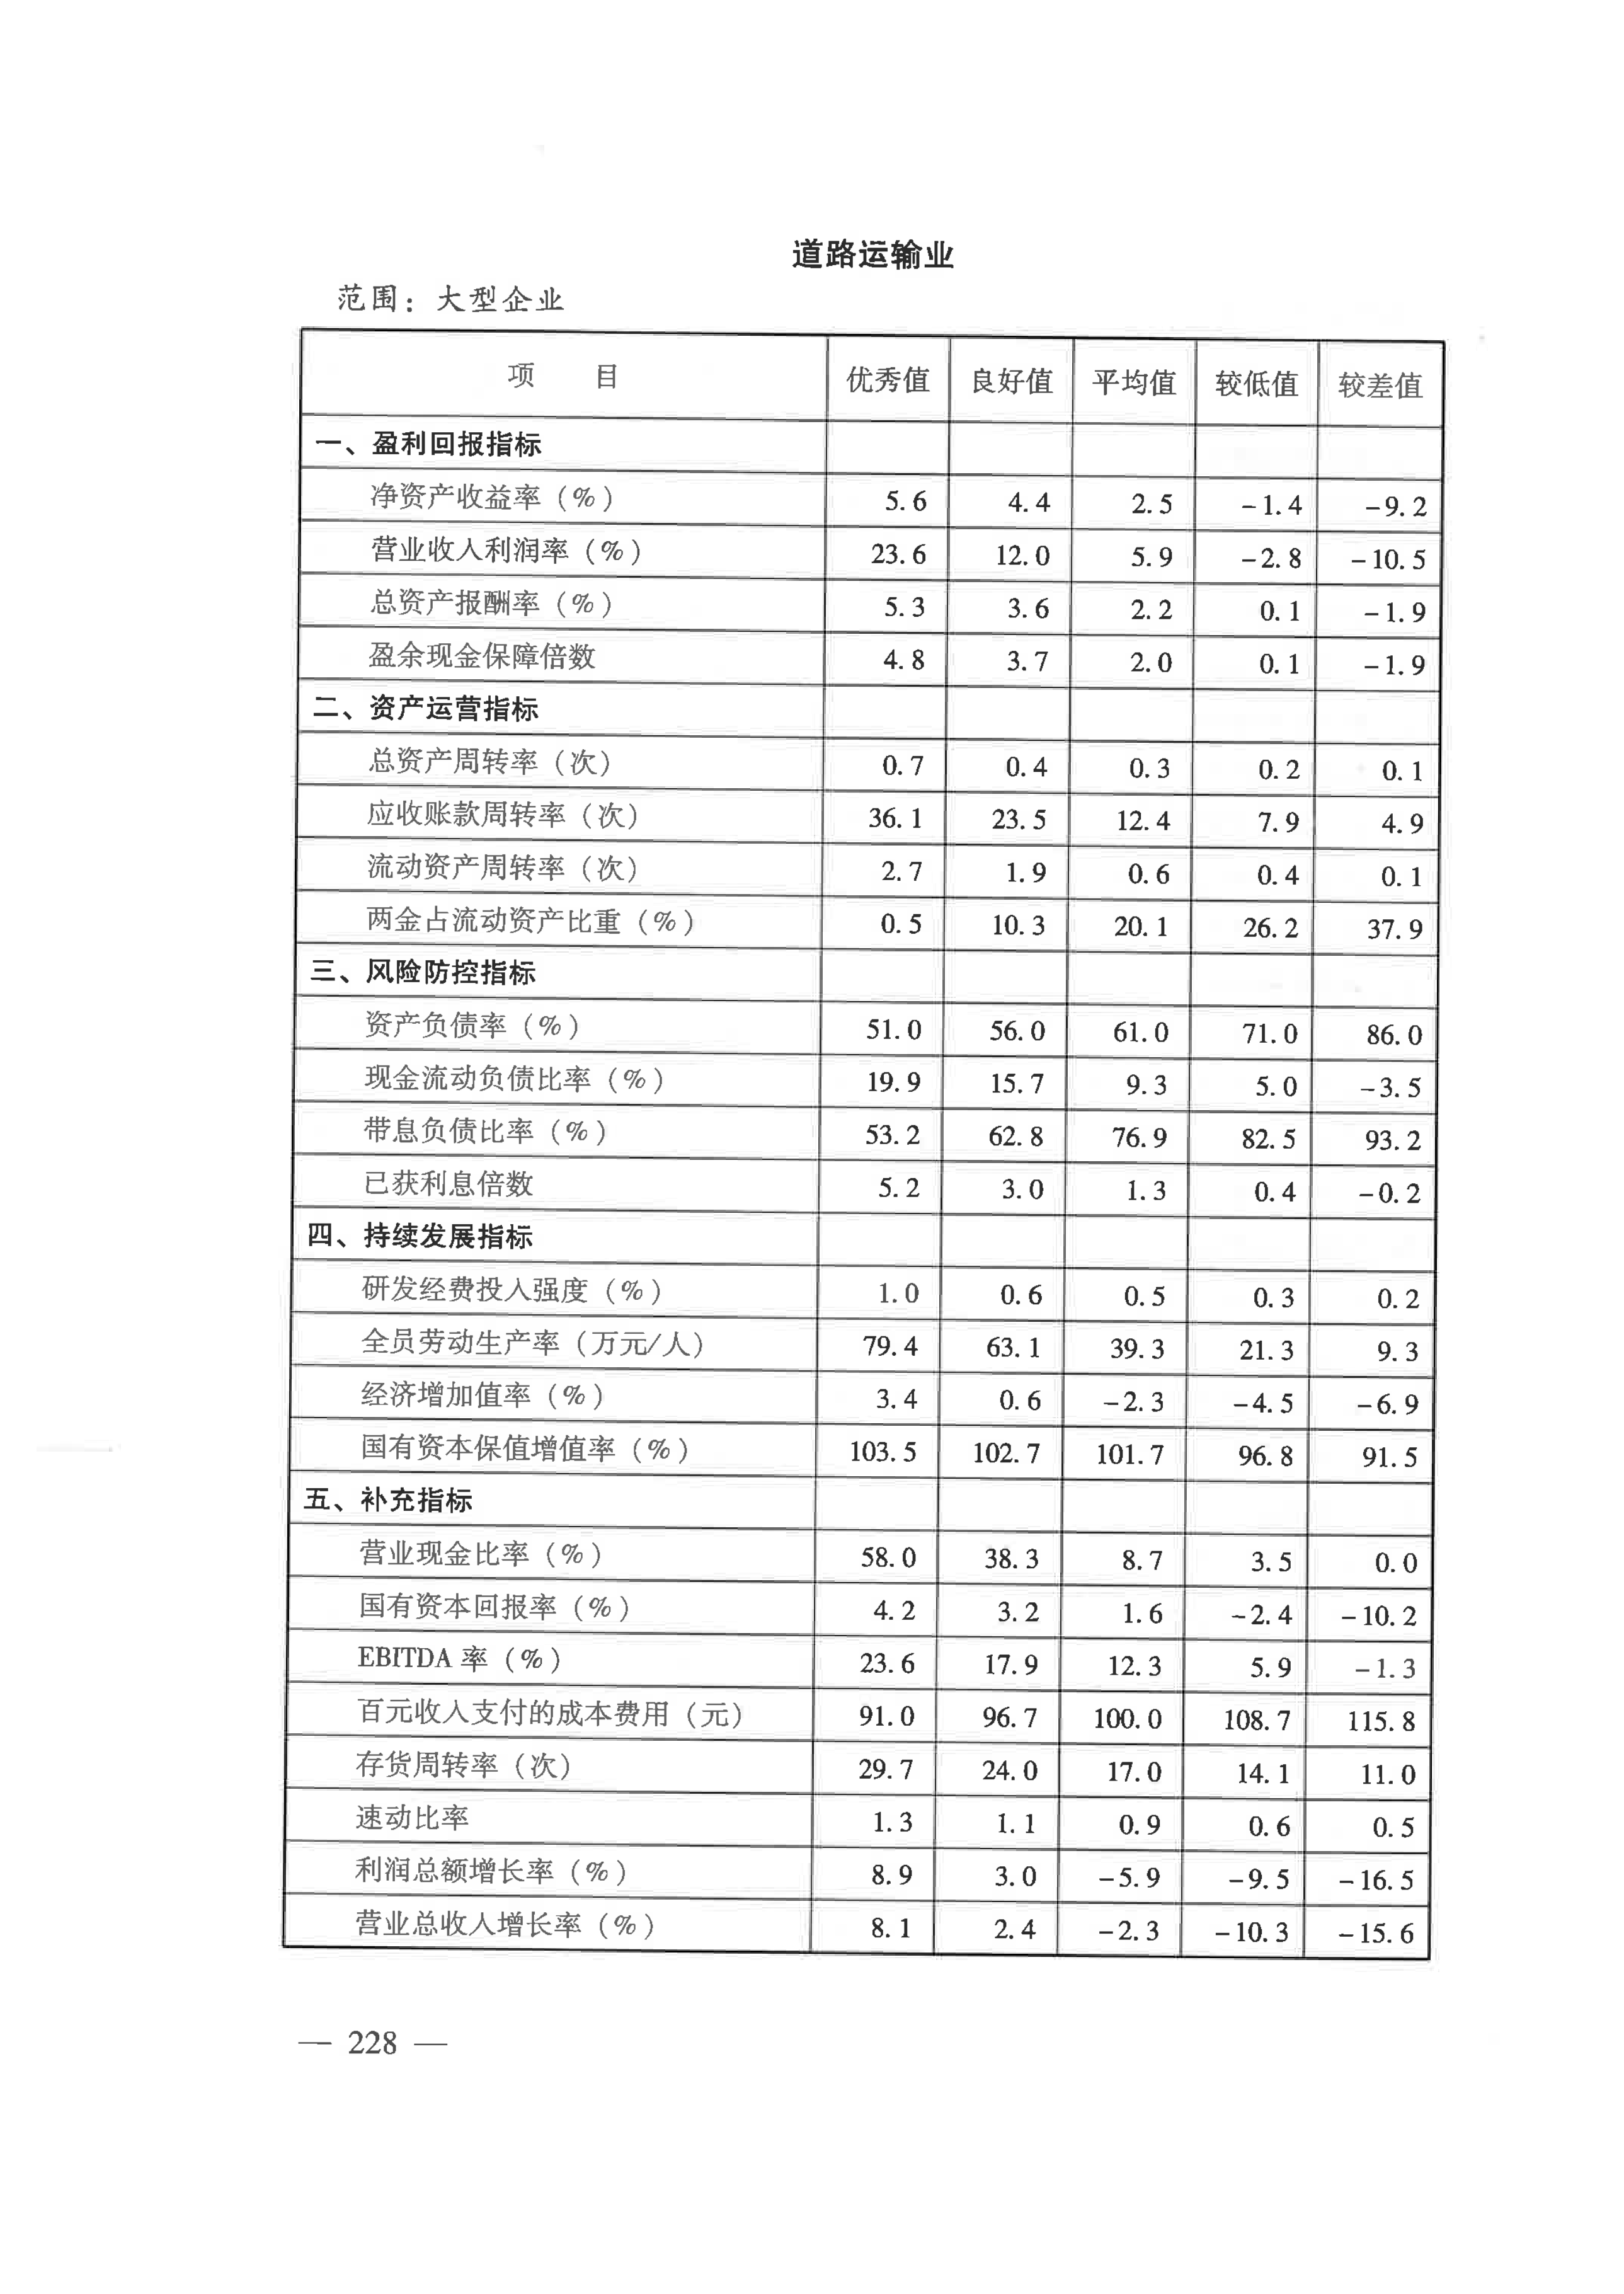 道路运输业
范围：大型企业
项 目 优秀值 良好值 平均值 较低值 较差值
一、盈利回报指标
净资产收益率（%） 5.6 4.4 2.5 -1.4 -9.2
营业收入利润率（%） 23.6 12.0 5.9 -2.8 -10.5
总资产报酬率（%） 5.3 3.6 2.2 0.1 -1.9
盈余现金保障倍数 4.8 3.7 2.0 0.1 -1.9
二、资产运营指标
总资产周转率（次） 0.7 0.4 0.3 0.2 0.1
应收账款周转率（次） 36.1 23.5 12.4 7.9 4.9
流动资产周转率（次） 2.7 1.9 0.6 0.4 0.1
两金占流动资产比重（%） 0.5 10.3 20.1 26.2 37.9
三、风险防控指标
资产负债率（%） 51.0 56.0 61.0 71.0 86.0
现金流动负债比率（%） 19.9 15.7 9.3 5.0 -3.5
带息负债比率（%） 53.2 62.8 76.9 82.5 93.2
已获利息倍数 5.2 3.0 1.3 0.4 -0.2
四、持续发展指标
研发经费投入强度（%） 1.0 0.6 0.5 0.3 0.2
全员劳动生产率（万元/人） 79.4 63.1 39.3 21.3 9.3
经济增加值率（%） 3.4 0.6 -2.3 -4.5 -6.9
国有资本保值增值率（%） 103.5 102.7 101.7 96.8 91.5
五、补充指标
营业现金比率（%） 58.0 38.3 8.7 3.5 0.0
国有资本回报率（%） 4.2 3.2 1.6 -2.4 -10.2
EBITDA 率（%） 23.6 17.9 12.3 5.9 -1.3
百元收入支付的成本费用（元） 91.0 96.7 100.0 108.7 115.8
存货周转率（次） 29.7 24.0 17.0 14.1 11.0
速动比率 1.3 1.1 0.9 0.6 0.5
利润总额增长率（%） 8.9 3.0 -5.9 -9.5 -16.5
营业总收入增长率（%） 8.1 2.4 -2.3 -10.3 -15.6
— 228 —